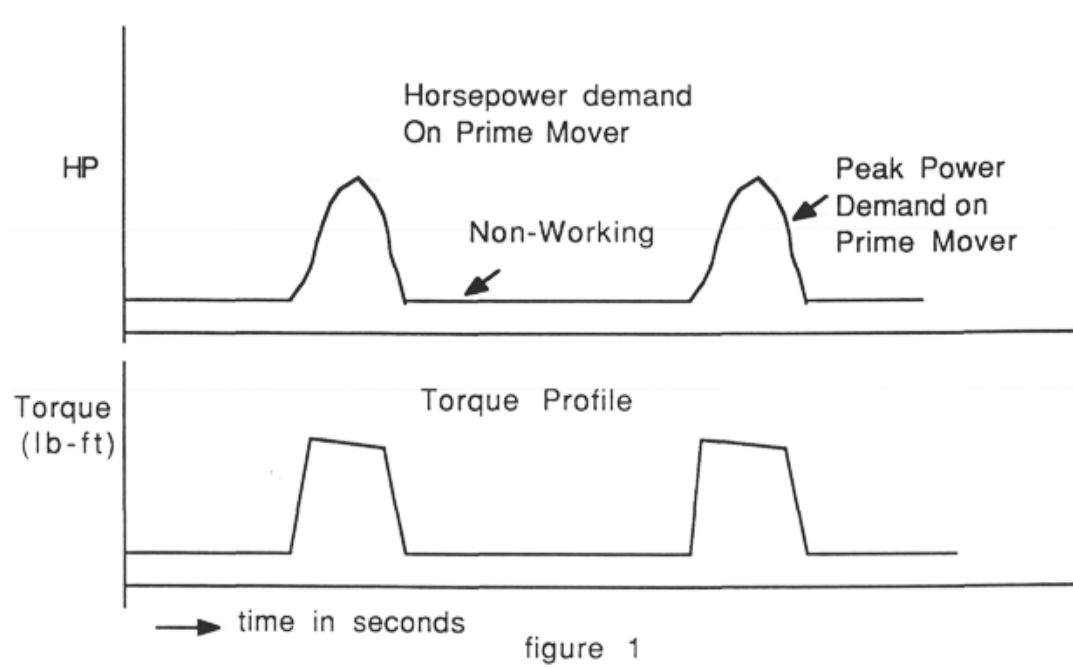 Horsepower demand
On Prime Mover
HP
Peak Power
Demand on
Prime Mover
Non-Working
Torque
(lb-ft)
Torque Profile
time in seconds
figure 1